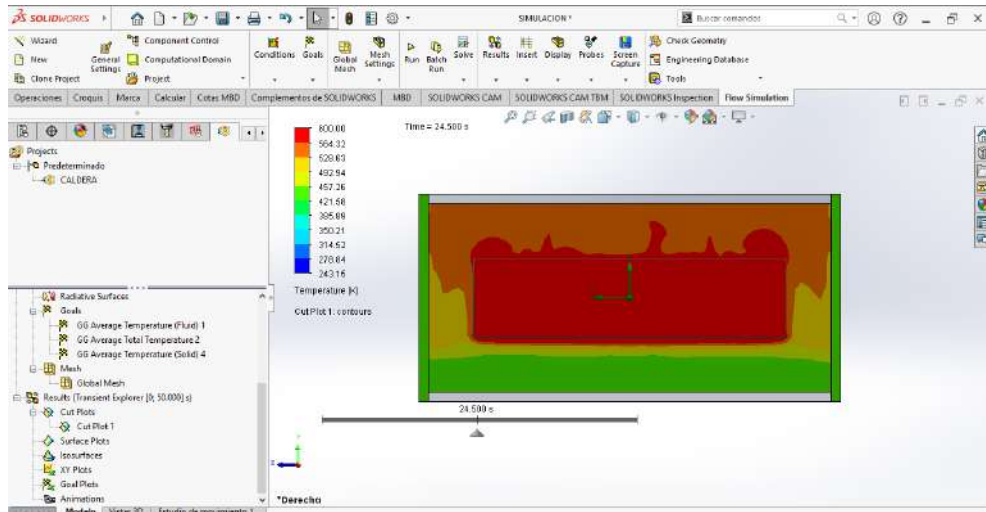 SOLIDWORKS
SIMULACION *
Buscar comandos
Wizard
New
Clone Project
General Settings
Component Control
Computational Domain
Project
Conditions
Goals
Global Mesh
Mesh Settings
Run
Batch Run
Solve
Results
Insert
Display
Probes
Screen Capture
Check Geometry
Engineering Database
Tools
Operaciones
Croquis
Marca
Calcular
Cotes MBD
Complementos de SOLIDWORKS
MBD
SOLIDWORKS CAM
SOLIDWORKS CAM TBM
SOLIDWORKS Inspection
Flow Simulation
Projects
Predeterminado
CALDERA
Radiative Surfaces
Goals
GG Average Temperature (Fluid) 1
GG Average Total Temperature 2
GG Average Temperature (Solid) 4
Mesh
Global Mesh
Results (Transient Explorer [0; 50.000] s)
Cut Plots
Cut Plot 1
Surface Plots
Isosurfaces
XY Plots
Goal Plots
Animations
600.00
564.32
528.63
492.94
457.26
421.58
385.89
350.21
314.52
278.84
243.16
Temperature [K]
Cut Plot 1: contours
Time = 24.500 s
24.500 s
*Derecha
Modelo
Vistas 3D
Estudio de movimiento 1